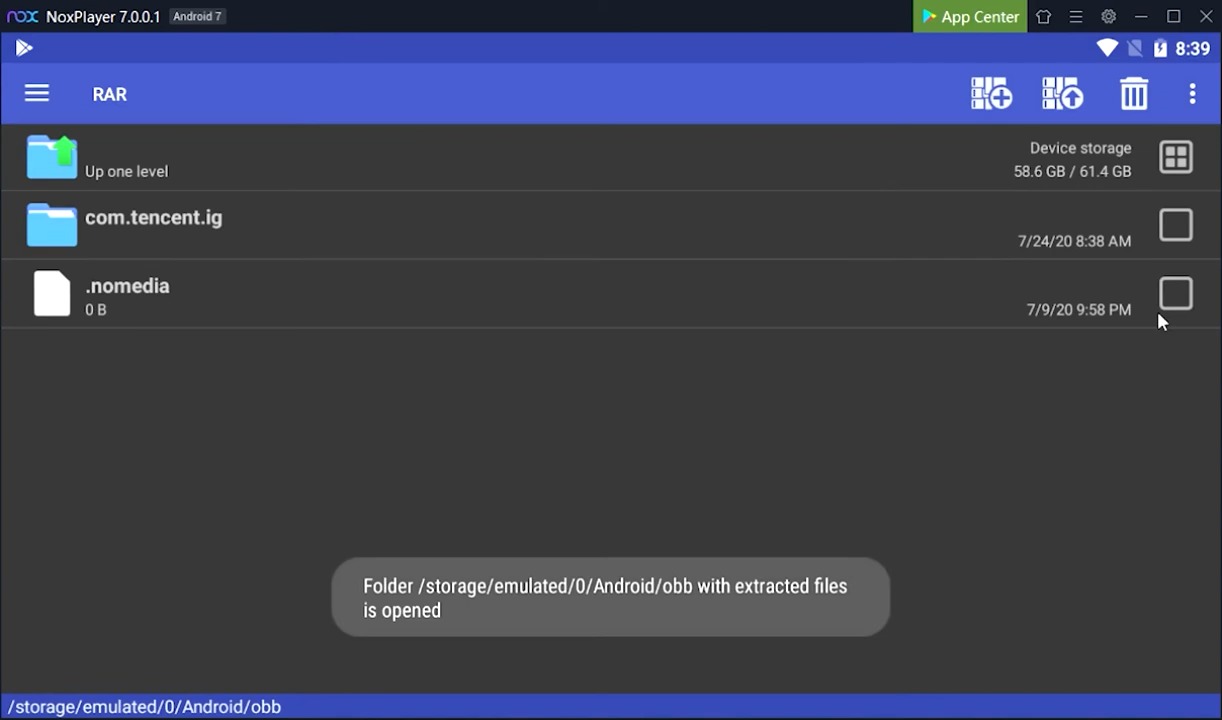 nox NoxPlayer 7.0.0.1 Android 7 App Center
8:39
RAR
Device storage
Up one level 58.6 GB / 61.4 GB
com.tencent.ig
7/24/20 8:38 AM
.nomedia
0 B 7/9/20 9:58 PM
Folder /storage/emulated/0/Android/obb with extracted files
is opened
/storage/emulated/0/Android/obb